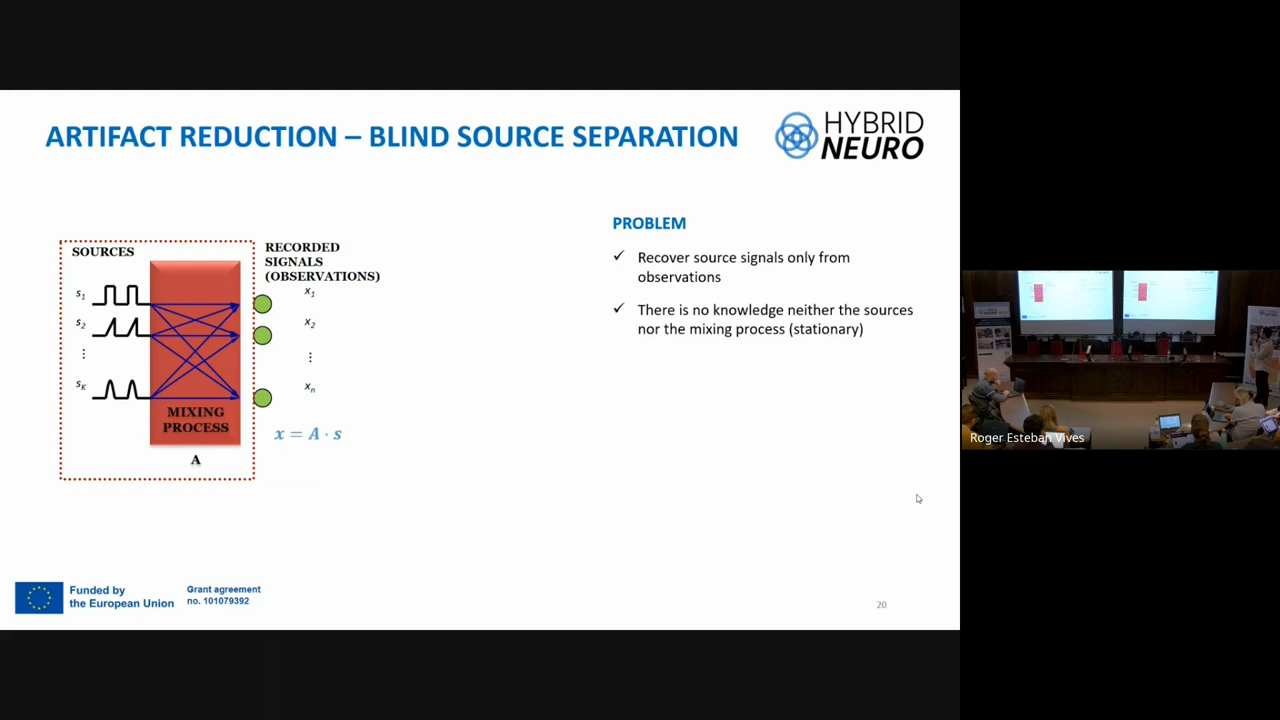 ARTIFACT REDUCTION – BLIND SOURCE SEPARATION
HYBRID
NEURO
PROBLEM
✓ Recover source signals only from
observations
✓ There is no knowledge neither the sources
nor the mixing process (stationary)
SOURCES
RECORDED
SIGNALS
(OBSERVATIONS)
s1
x1
s2
x2
⋮
⋮
sK
xn
MIXING
PROCESS
x = A · s
A
Funded by
the European Union
Grant agreement
no. 101079392
20
Roger Esteban Vives